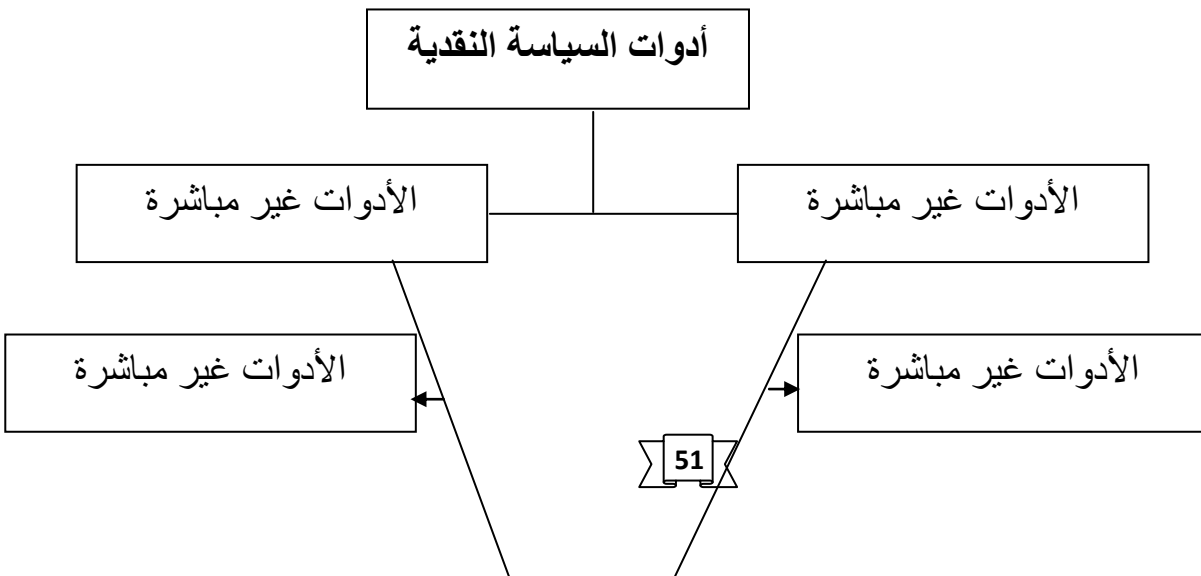 أدوات السياسة النقدية
الأدوات غير مباشرة
الأدوات غير مباشرة
الأدوات غير مباشرة
الأدوات غير مباشرة
51